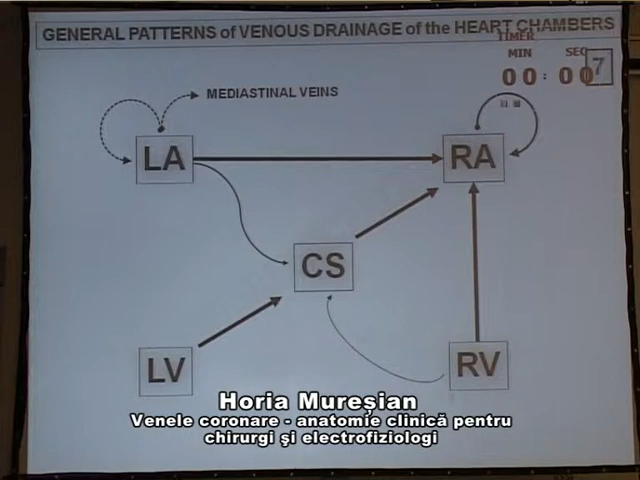 GENERAL PATTERNS of VENOUS DRAINAGE of the HEART CHAMBERS
TIMER
MIN SEC
00:00
7
MEDIASTINAL VEINS
LA
RA
CS
LV
RV
Horia Mureșian
Venele coronare - anatomie clinică pentru
chirurgi și electrofiziologi